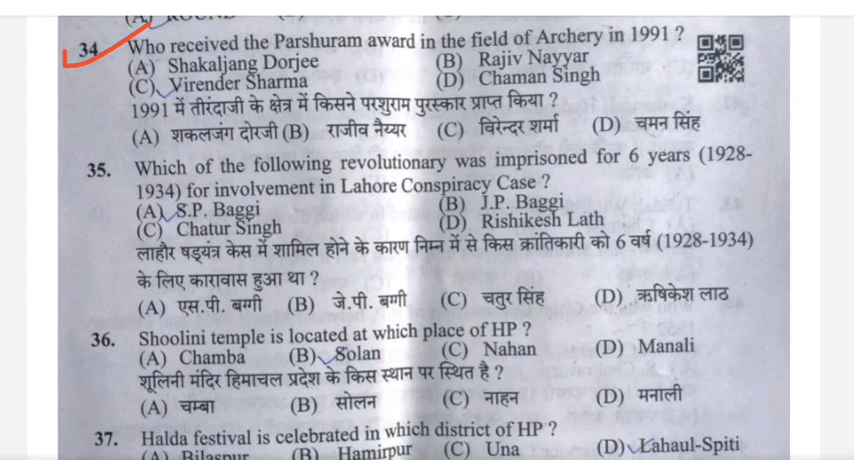 (A) ROUND
34. Who received the Parshuram award in the field of Archery in 1991 ?
(A) Shakaljang Dorjee (B) Rajiv Nayyar
(C) Virender Sharma (D) Chaman Singh
1991 में तीरंदाजी के क्षेत्र में किसने परशुराम पुरस्कार प्राप्त किया ?
(A) शकलजंग दोरजी (B) राजीव नैय्यर (C) विरेन्दर शर्मा (D) चमन सिंह
35. Which of the following revolutionary was imprisoned for 6 years (1928-
1934) for involvement in Lahore Conspiracy Case ?
(A) S.P. Baggi (B) J.P. Baggi
(C) Chatur Singh (D) Rishikesh Lath
लाहौर षड्यंत्र केस में शामिल होने के कारण निम्न में से किस क्रांतिकारी को 6 वर्ष (1928-1934)
के लिए कारावास हुआ था ?
(A) एस.पी. बग्गी (B) जे.पी. बग्गी (C) चतुर सिंह (D) ऋषिकेश लाठ
36. Shoolini temple is located at which place of HP ?
(A) Chamba (B) Solan (C) Nahan (D) Manali
शूलिनी मंदिर हिमाचल प्रदेश के किस स्थान पर स्थित है ?
(A) चम्बा (B) सोलन (C) नाहन (D) मनाली
37. Halda festival is celebrated in which district of HP ?
(A) Bilaspur (B) Hamirpur (C) Una (D) Lahaul-Spiti